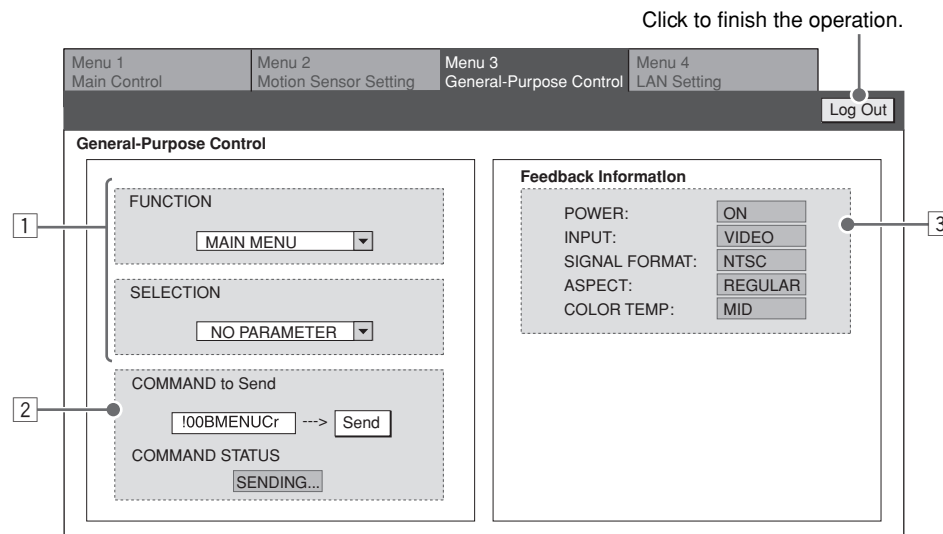 Click to finish the operation.
Menu 1
Main Control
Menu 2
Motion Sensor Setting
Menu 3
General-Purpose Control
Menu 4
LAN Setting
Log Out
General-Purpose Control
1
FUNCTION
MAIN MENU
SELECTION
NO PARAMETER
2
COMMAND to Send
!00BMENUCr ---> Send
COMMAND STATUS
SENDING...
Feedback Information
POWER: ON
INPUT: VIDEO
SIGNAL FORMAT: NTSC
ASPECT: REGULAR
COLOR TEMP: MID
3